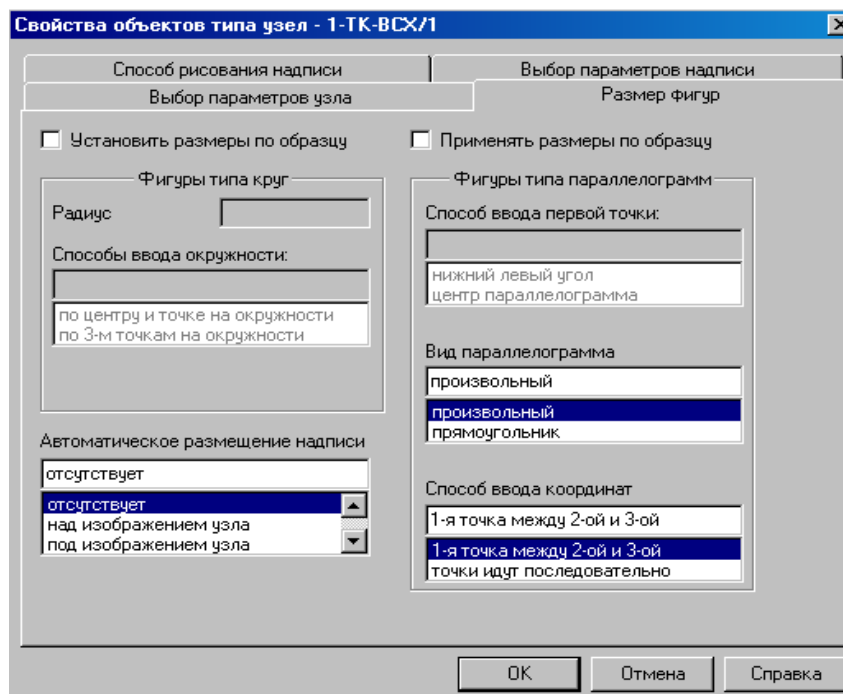 Свойства объектов типа узел - 1-ТК-ВСХ/1
Способ рисования надписи
Выбор параметров надписи
Выбор параметров узла
Размер фигур
Установить размеры по образцу
Применять размеры по образцу
Фигуры типа круг
Радиус
Способы ввода окружности:
по центру и точке на окружности
по 3-м точкам на окружности
Автоматическое размещение надписи
отсутствует
отсутствует
над изображением узла
под изображением узла
Фигуры типа параллелограмм
Способ ввода первой точки:
нижний левый угол
центр параллелограмма
Вид параллелограмма
произвольный
произвольный
прямоугольник
Способ ввода координат
1-я точка между 2-ой и 3-ой
1-я точка между 2-ой и 3-ой
точки идут последовательно
OK
Отмена
Справка